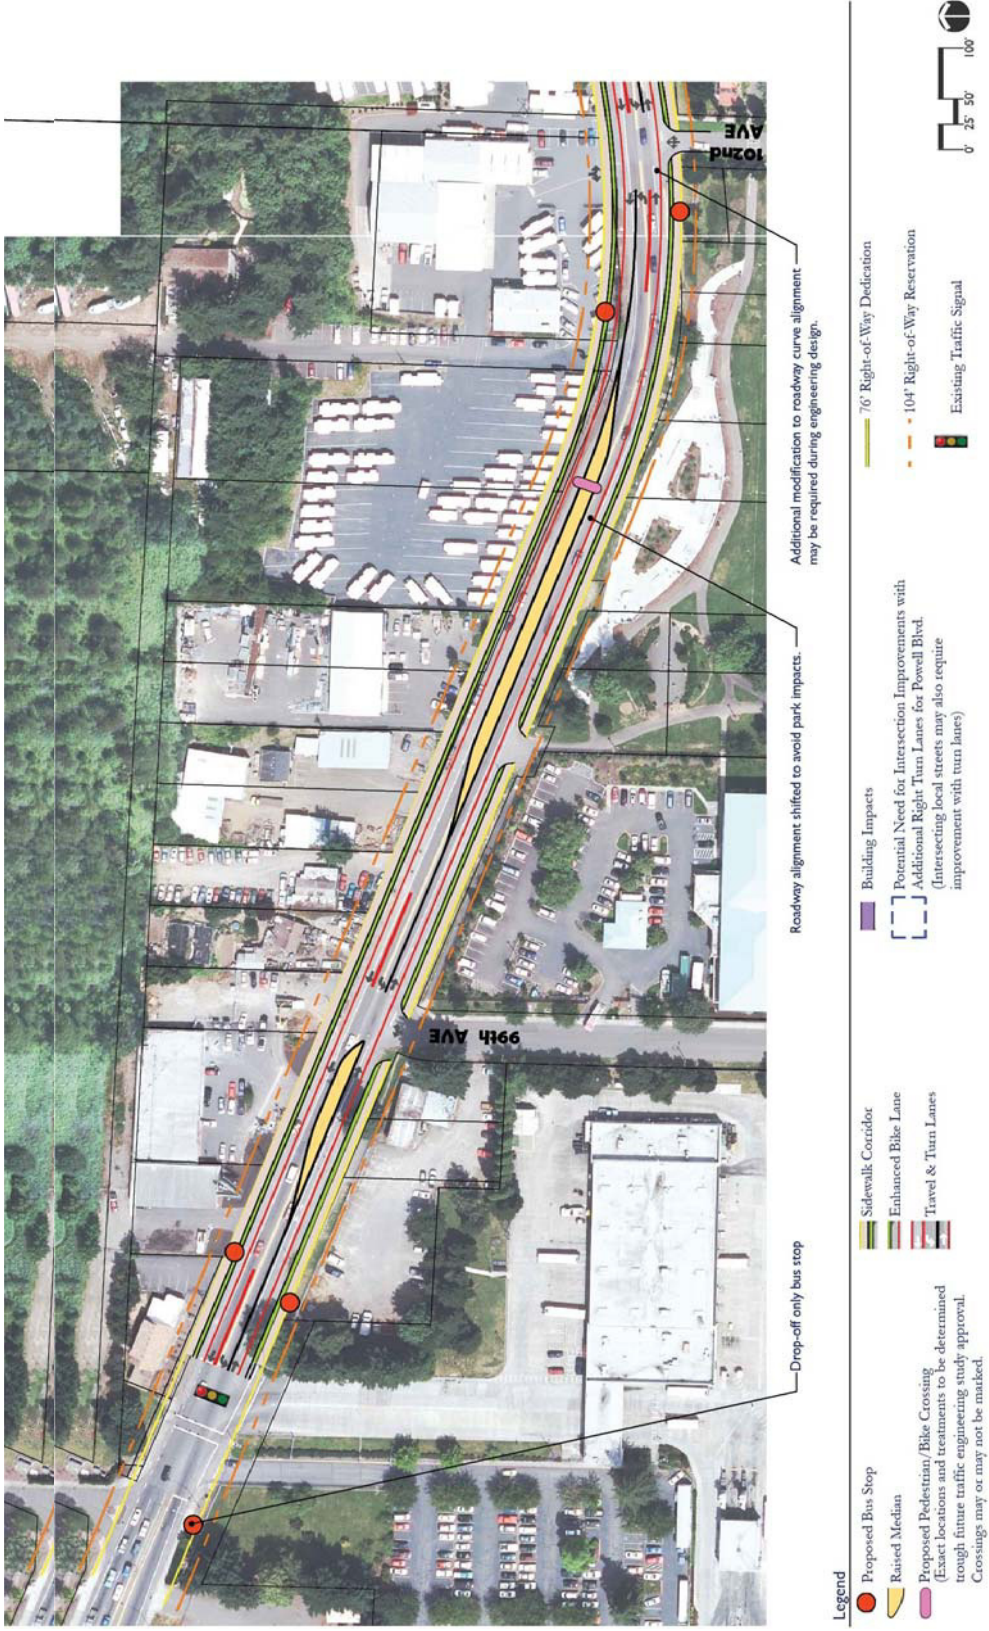 102nd
AVE
99th AVE
Additional modification to roadway curve alignment
may be required during engineering design.
Roadway alignment shifted to avoid park impacts.
Drop-off only bus stop
Legend
Proposed Bus Stop
Raised Median
Proposed Pedestrian/Bike Crossing
(Exact locations and treatments to be determined
trough future traffic engineering study approval.
Crossings may or may not be marked.
Sidewalk Corridor
Enhanced Bike Lane
Travel & Turn Lanes
Building Impacts
Potential Need for Intersection Improvements with
Additional Right Turn Lanes for Powell Blvd.
(Intersecting local streets may also require
improvement with turn lanes)
76' Right-of-Way Dedication
104' Right-of-Way Reservation
Existing Traffic Signal
0' 25' 50' 100'